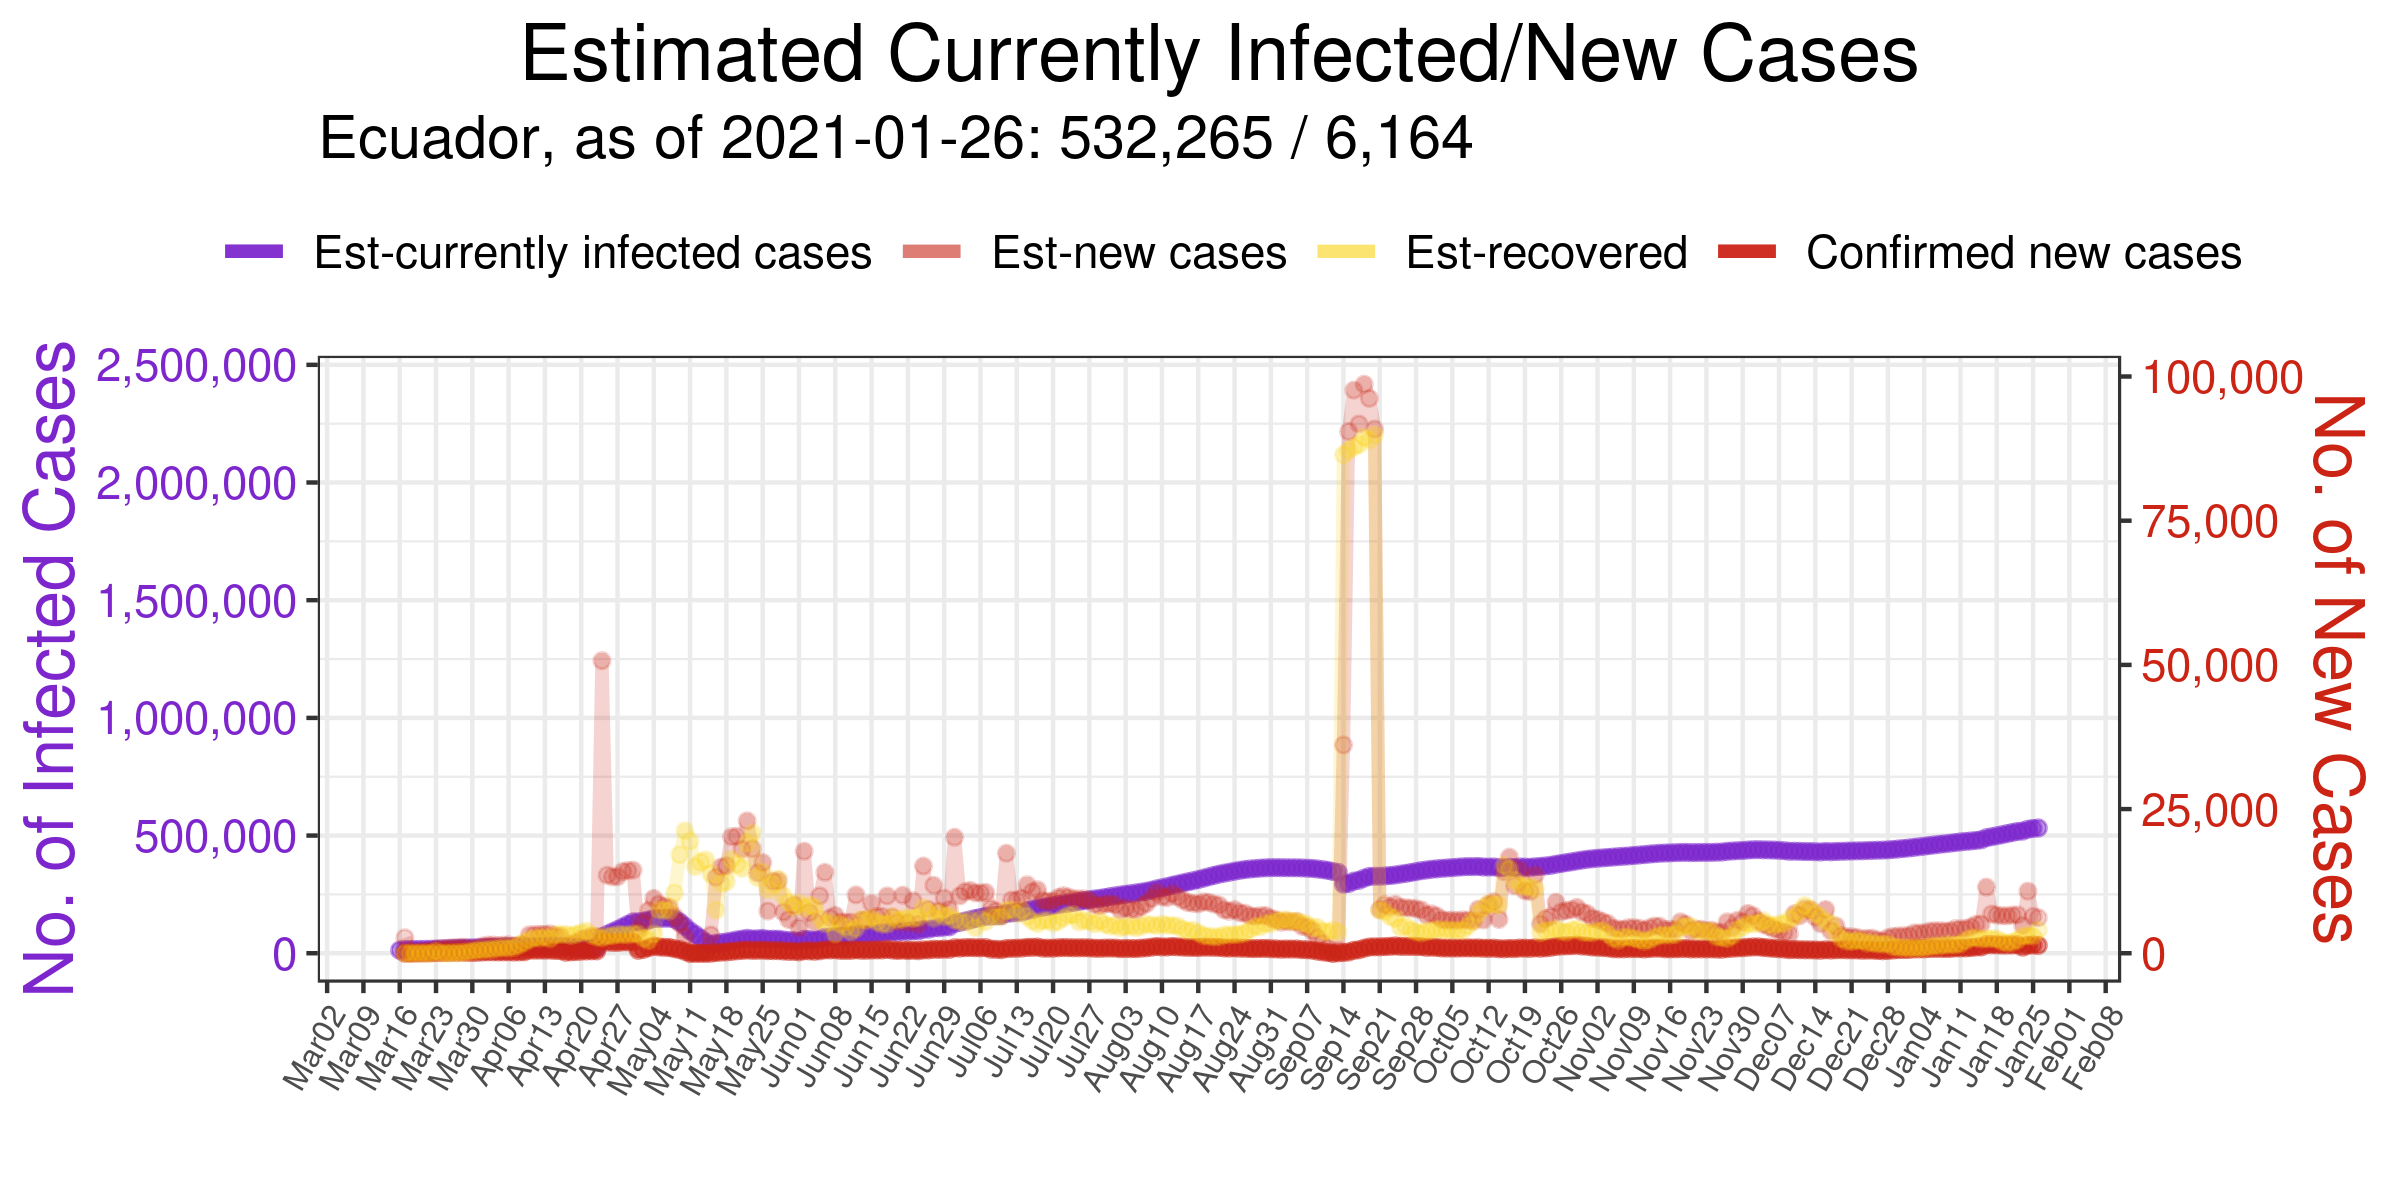 Estimated Currently Infected/New Cases
Ecuador, as of 2021-01-26: 532,265 / 6,164
Est-currently infected cases Est-new cases Est-recovered Confirmed new cases
No. of Infected Cases
2,500,000
2,000,000
1,500,000
1,000,000
500,000
0
100,000
75,000
50,000
25,000
0
No. of New Cases
Mar02 Mar09 Mar16 Mar23 Mar30 Apr06 Apr13 Apr20 Apr27 May04 May11 May18 May25 Jun01 Jun08 Jun15 Jun22 Jun29 Jul06 Jul13 Jul20 Jul27 Aug03 Aug10 Aug17 Aug24 Aug31 Sep07 Sep14 Sep21 Sep28 Oct05 Oct12 Oct19 Oct26 Nov02 Nov09 Nov16 Nov23 Nov30 Dec07 Dec14 Dec21 Dec28 Dec04 Jan11 Jan18 Jan25 Feb01 Feb08